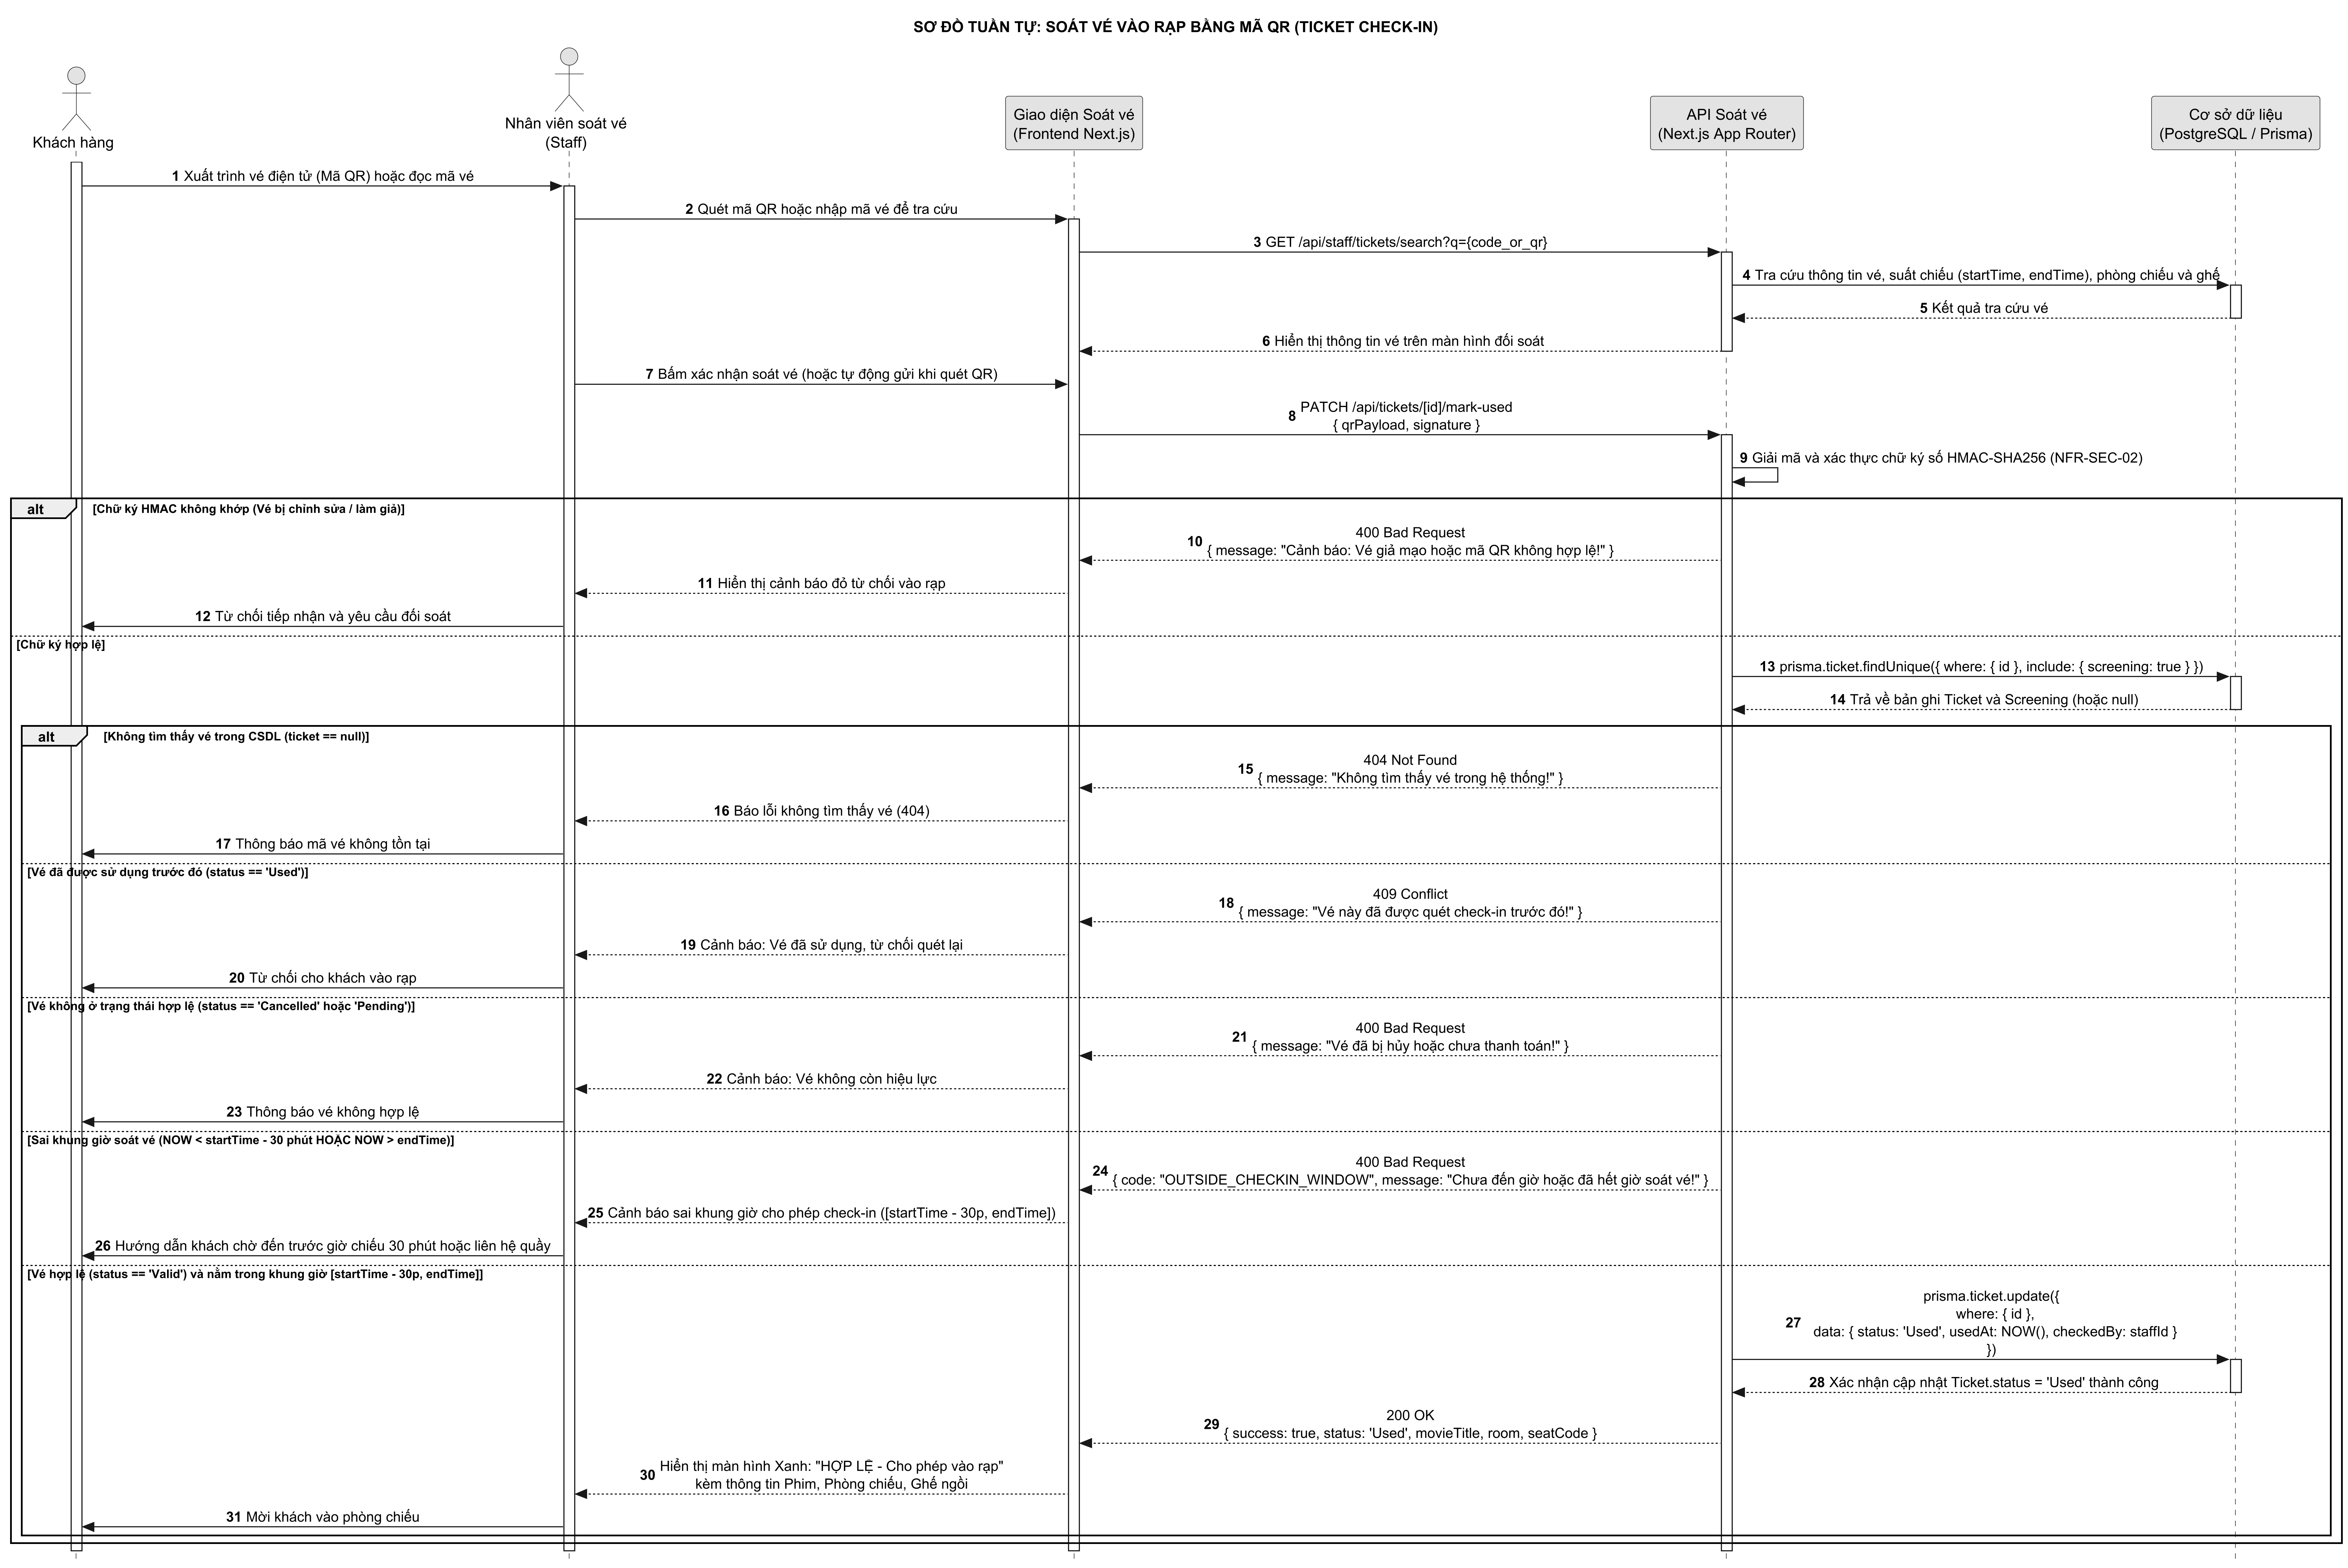 SƠ ĐỒ TUẦN TỰ: SOÁT VÉ VÀO RẠP BẰNG MÃ QR (TICKET CHECK-IN)
Khách hàng
Nhân viên soát vé
(Staff)
Giao diện Soát vé
(Frontend Next.js)
API Soát vé
(Next.js App Router)
Cơ sở dữ liệu
(PostgreSQL / Prisma)
1 Xuất trình vé điện tử (Mã QR) hoặc đọc mã vé
2 Quét mã QR hoặc nhập mã vé để tra cứu
3 GET /api/staff/tickets/search?q={code_or_qr}
4 Tra cứu thông tin vé, suất chiếu (startTime, endTime), phòng chiếu và ghế
5 Kết quả tra cứu vé
6 Hiển thị thông tin vé trên màn hình đối soát
7 Bấm xác nhận soát vé (hoặc tự động gửi khi quét QR)
8 PATCH /api/tickets/[id]/mark-used
{ qrPayload, signature }
9 Giải mã và xác thực chữ ký số HMAC-SHA256 (NFR-SEC-02)
alt [Chữ ký HMAC không khớp (Vé bị chỉnh sửa / làm giả)]
400 Bad Request
10 { message: "Cảnh báo: Vé giả mạo hoặc mã QR không hợp lệ!" }
11 Hiển thị cảnh báo đỏ từ chối vào rạp
12 Từ chối tiếp nhận và yêu cầu đối soát
[Chữ ký hợp lệ]
13 prisma.ticket.findUnique({ where: { id }, include: { screening: true } })
14 Trả về bản ghi Ticket và Screening (hoặc null)
alt [Không tìm thấy vé trong CSDL (ticket == null)]
404 Not Found
15 { message: "Không tìm thấy vé trong hệ thống!" }
16 Báo lỗi không tìm thấy vé (404)
17 Thông báo mã vé không tồn tại
[Vé đã được sử dụng trước đó (status == 'Used')]
409 Conflict
18 { message: "Vé này đã được quét check-in trước đó!" }
19 Cảnh báo: Vé đã sử dụng, từ chối quét lại
20 Từ chối cho khách vào rạp
[Vé không ở trạng thái hợp lệ (status == 'Cancelled' hoặc 'Pending')]
400 Bad Request
21 { message: "Vé đã bị hủy hoặc chưa thanh toán!" }
22 Cảnh báo: Vé không còn hiệu lực
23 Thông báo vé không hợp lệ
[Sai khung giờ soát vé (NOW < startTime - 30 phút HOẶC NOW > endTime)]
400 Bad Request
24 { code: "OUTSIDE_CHECKIN_WINDOW", message: "Chưa đến giờ hoặc đã hết giờ soát vé!" }
25 Cảnh báo sai khung giờ cho phép check-in ([startTime - 30p, endTime])
26 Hướng dẫn khách chờ đến trước giờ chiếu 30 phút hoặc liên hệ quầy
[Vé hợp lệ (status == 'Valid') và nằm trong khung giờ [startTime - 30p, endTime]]
prisma.ticket.update({
where: { id },
27 data: { status: 'Used', usedAt: NOW(), checkedBy: staffId }
})
28 Xác nhận cập nhật Ticket.status = 'Used' thành công
200 OK
29 { success: true, status: 'Used', movieTitle, room, seatCode }
30 Hiển thị màn hình Xanh: "HỢP LỆ - Cho phép vào rạp"
kèm thông tin Phim, Phòng chiếu, Ghế ngồi
31 Mời khách vào phòng chiếu